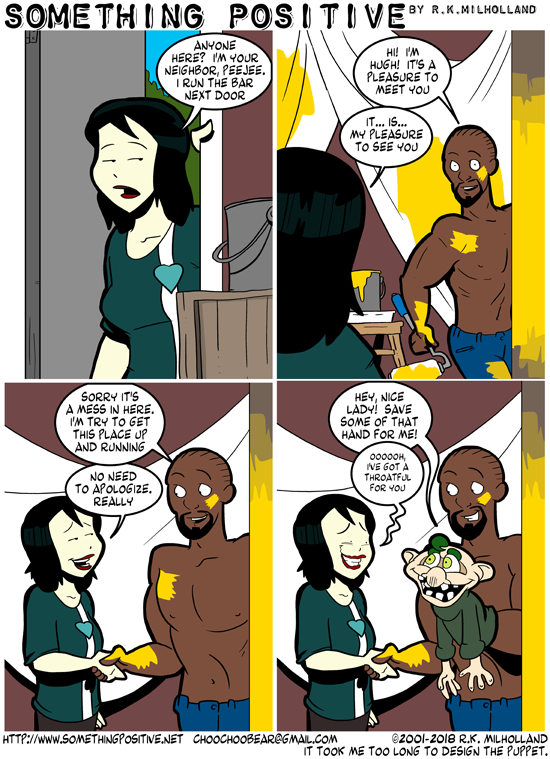 SOMETHING POSITIVE BY R.K.MILHOLLAND
ANYONE
HERE? I'M YOUR
NEIGHBOR, PEEJEE.
I RUN THE BAR
NEXT DOOR
HI! I'M
HUGH! IT'S A
PLEASURE TO
MEET YOU
IT... IS...
MY PLEASURE
TO SEE YOU
SORRY IT'S
A MESS IN HERE.
I'M TRY TO GET
THIS PLACE UP
AND RUNNING
NO NEED
TO APOLOGIZE.
REALLY
HEY, NICE
LADY! SAVE
SOME OF THAT
HAND FOR ME!
OOOOOH,
I'VE GOT A
THROATFUL
FOR YOU
HTTP://WWW.SOMETHINGPOSITIVE.NET CHOOCHOOBEAR@GMAIL.COM ©2001-2018 R.K. MILHOLLAND
IT TOOK ME TOO LONG TO DESIGN THE PUPPET.